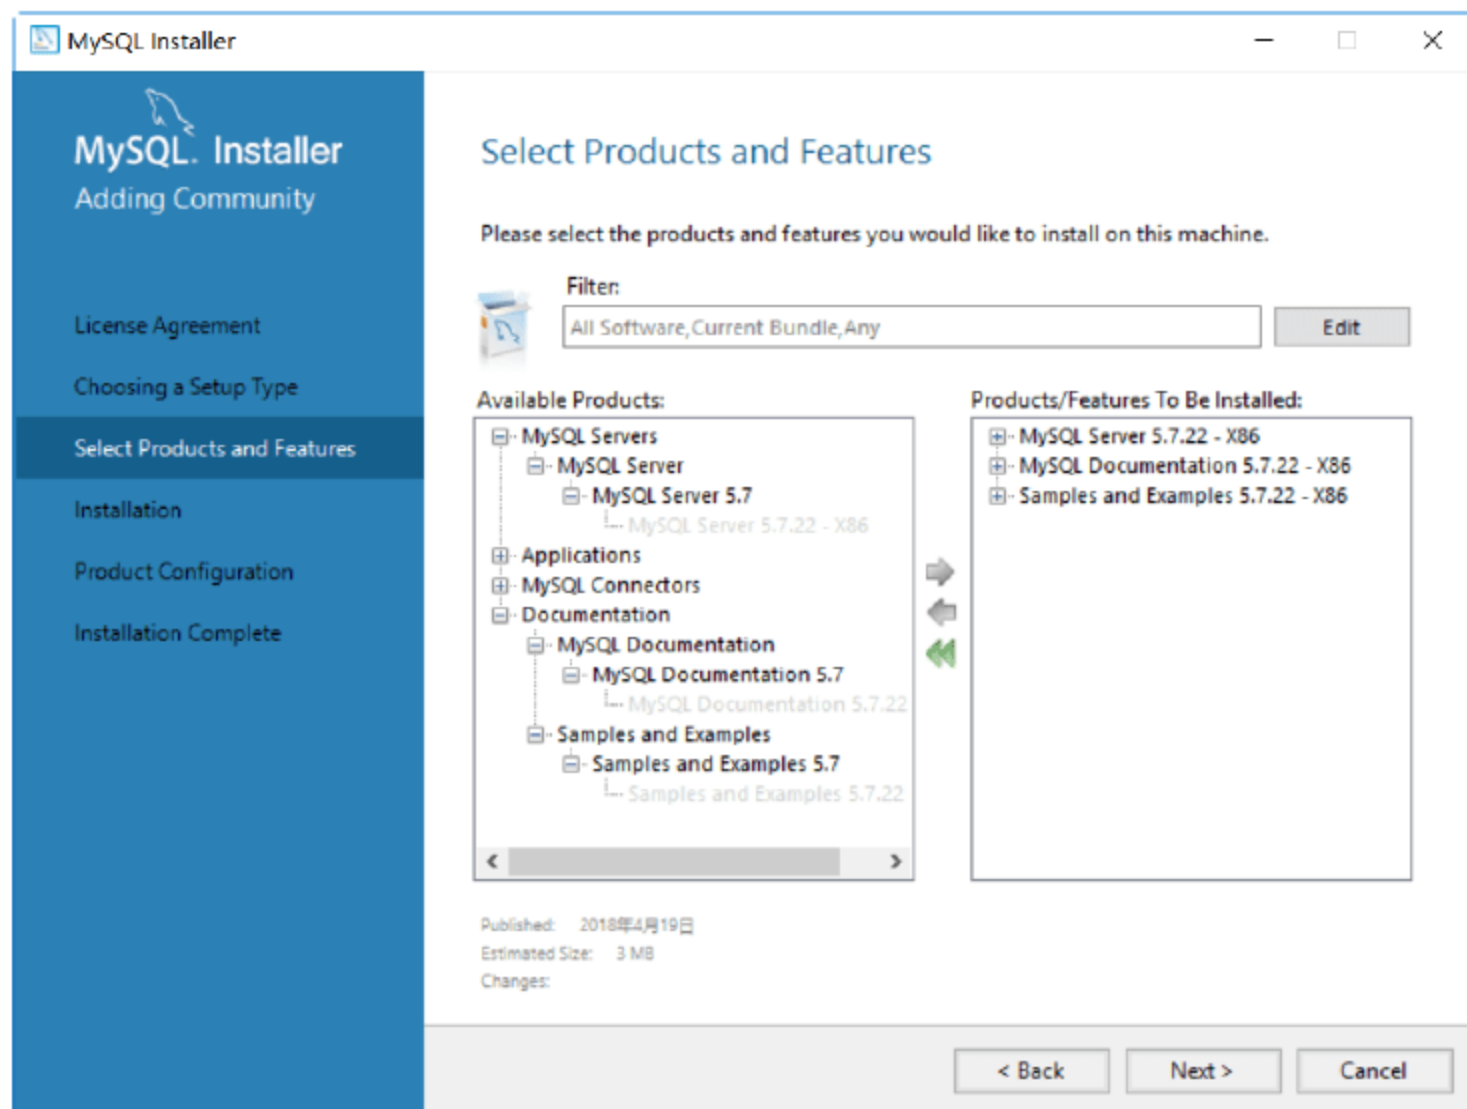 MySQL Installer
MySQL. Installer
Adding Community
License Agreement
Choosing a Setup Type
Select Products and Features
Installation
Product Configuration
Installation Complete
Select Products and Features
Please select the products and features you would like to install on this machine.
Filter:
All Software,Current Bundle,Any
Edit
Available Products:
MySQL Servers
MySQL Server
MySQL Server 5.7
MySQL Server 5.7.22 - X86
Applications
MySQL Connectors
Documentation
MySQL Documentation
MySQL Documentation 5.7
MySQL Documentation 5.7.22
Samples and Examples
Samples and Examples 5.7
Samples and Examples 5.7.22
Products/Features To Be Installed:
MySQL Server 5.7.22 - X86
MySQL Documentation 5.7.22 - X86
Samples and Examples 5.7.22 - X86
Published: 2018年4月19日
Estimated Size: 3 MB
Changes:
< Back
Next >
Cancel